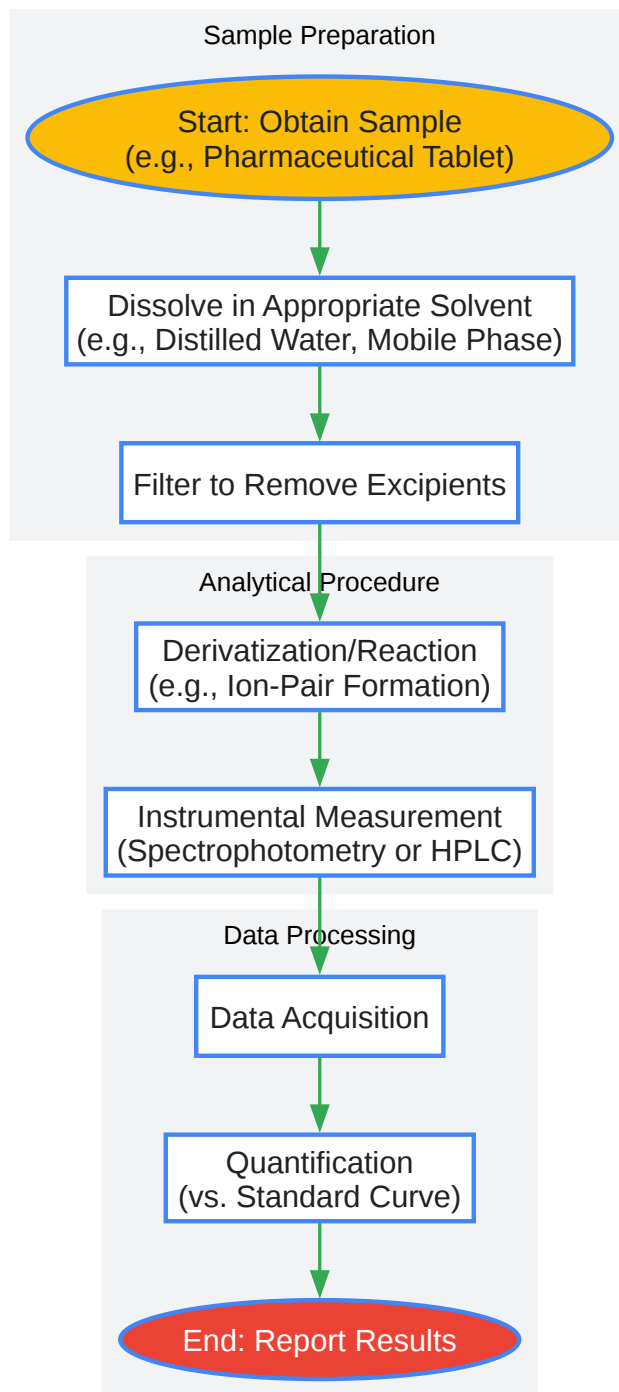 Sample Preparation
Start: Obtain Sample
(e.g., Pharmaceutical Tablet)
Dissolve in Appropriate Solvent
(e.g., Distilled Water, Mobile Phase)
Filter to Remove Excipients
Analytical Procedure
Derivatization/Reaction
(e.g., Ion-Pair Formation)
Instrumental Measurement
(Spectrophotometry or HPLC)
Data Processing
Data Acquisition
Quantification
(vs. Standard Curve)
End: Report Results